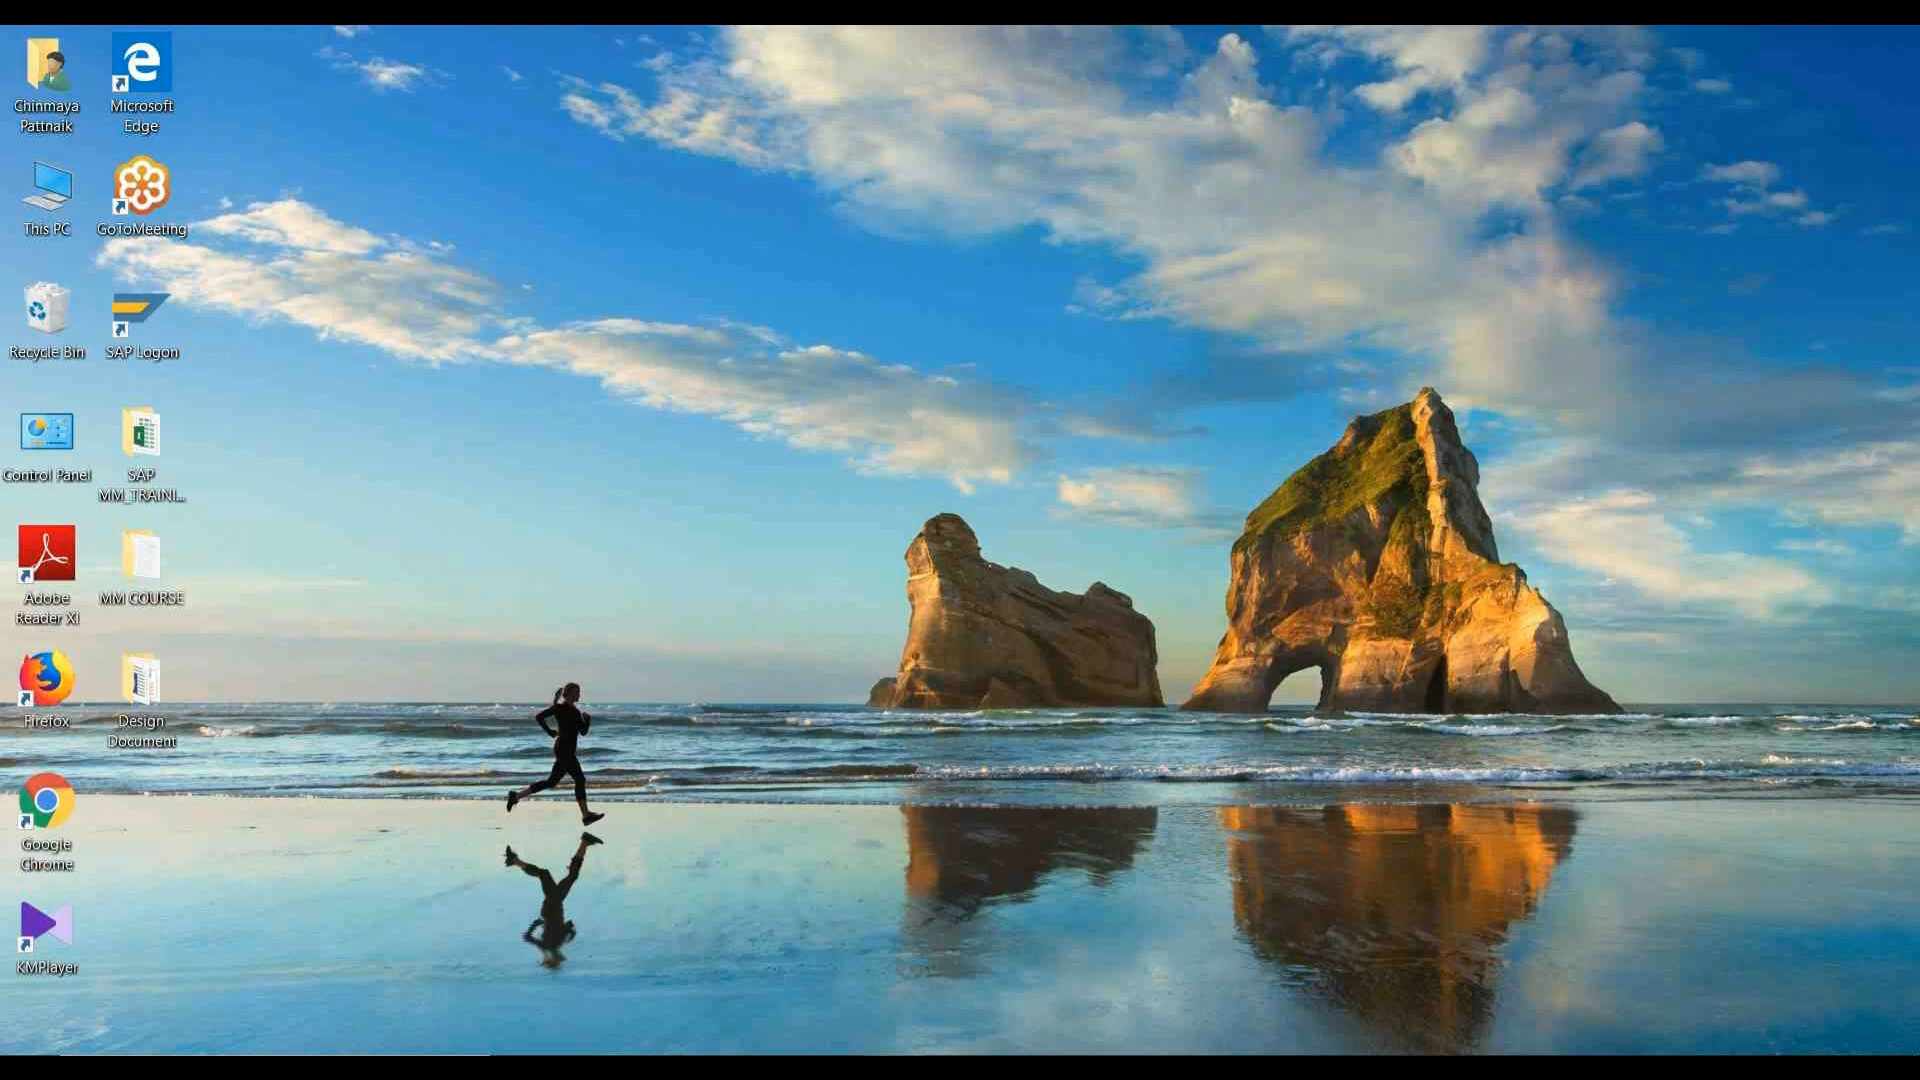 Chinmaya
Pattnaik
Microsoft
Edge
This PC
GoToMeeting
Recycle Bin
SAP Logon
Control Panel
SAP
MM_TRAINI...
Adobe
Reader XI
MM COURSE
Firefox
Design
Document
Google
Chrome
KMPlayer